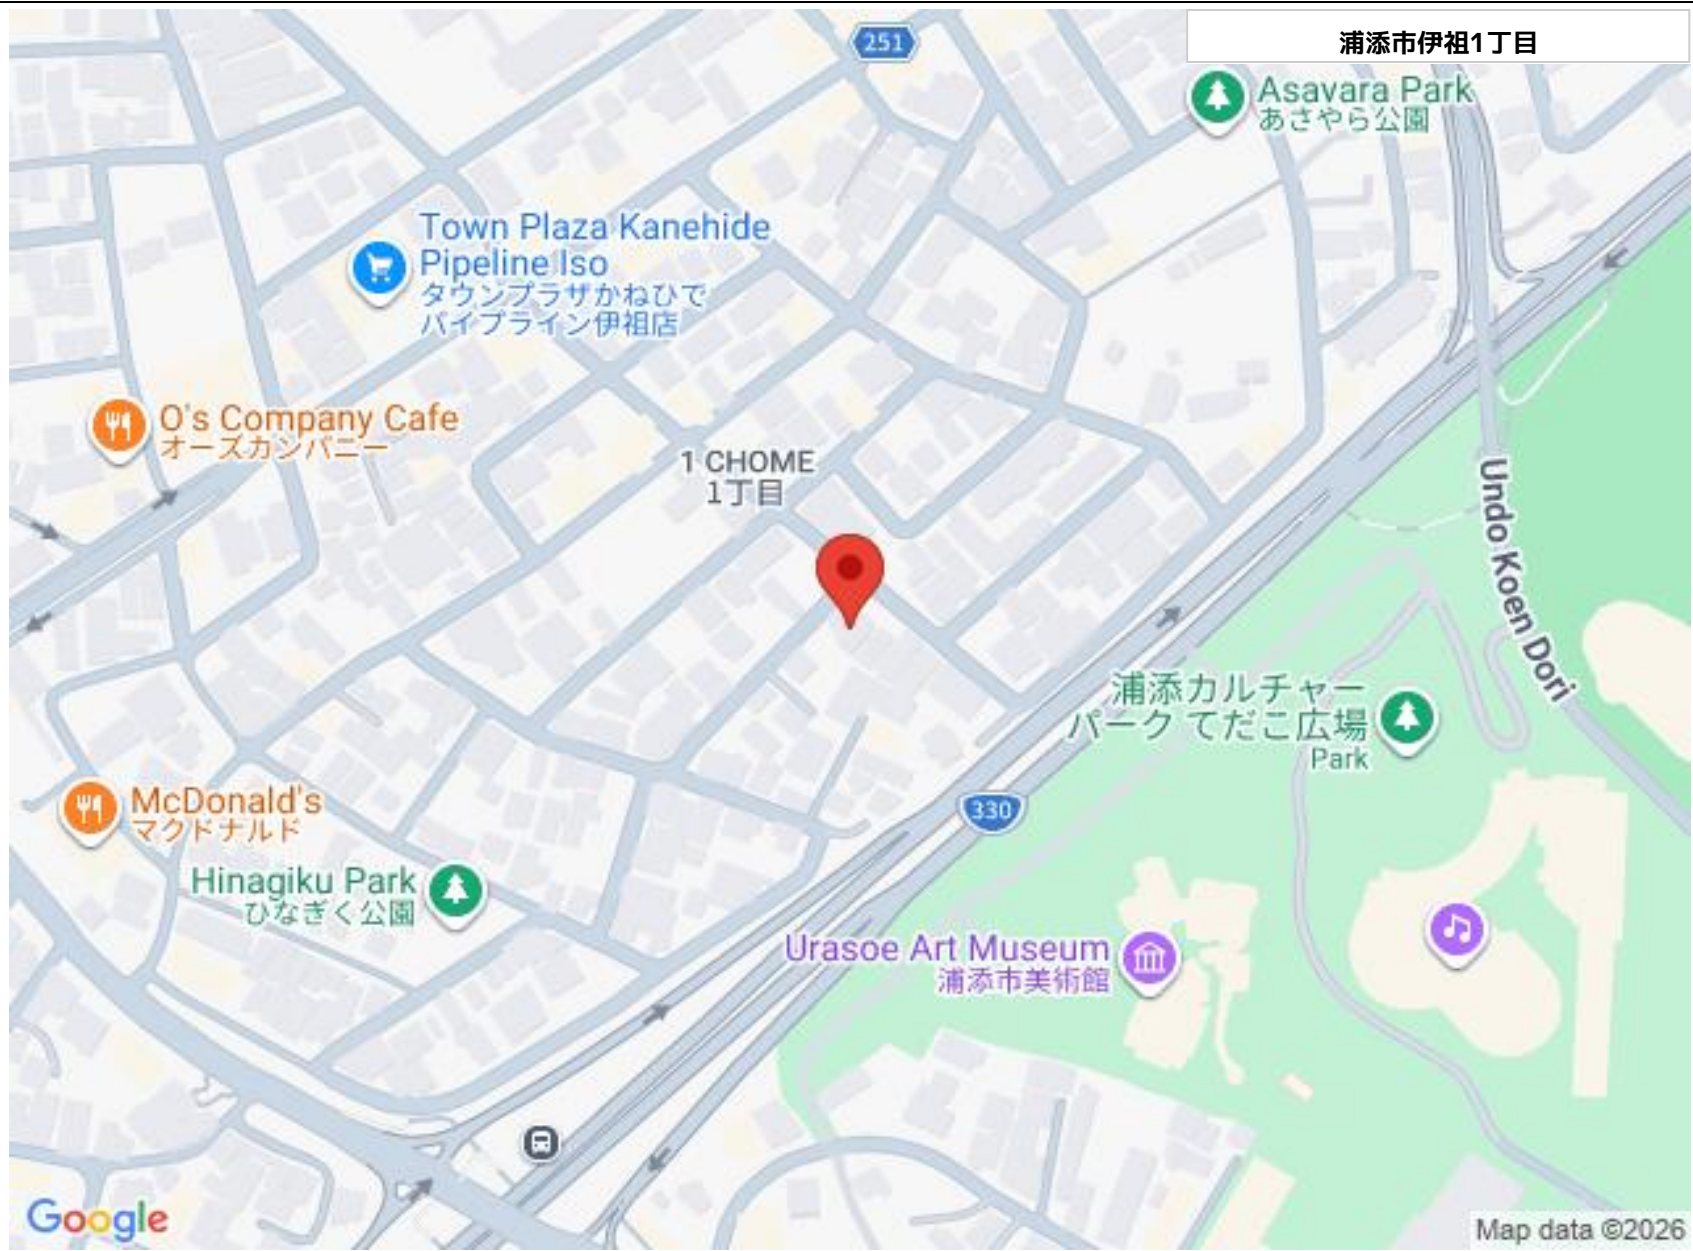 浦添市伊祖1丁目
251
Asavara Park
あさやら公園
Town Plaza Kanehide
Pipeline Iso
タウンプラザかねひで
パイプライン伊祖店
O's Company Cafe
オーズカンパニー
1 CHOME
1丁目
Undo Koen Dori
浦添カルチャー
パーク てだこ広場
Park
McDonald's
マクドナルド
330
Hinagiku Park
ひなぎく公園
Urasoe Art Museum
浦添市美術館
Google
Map data ©2026